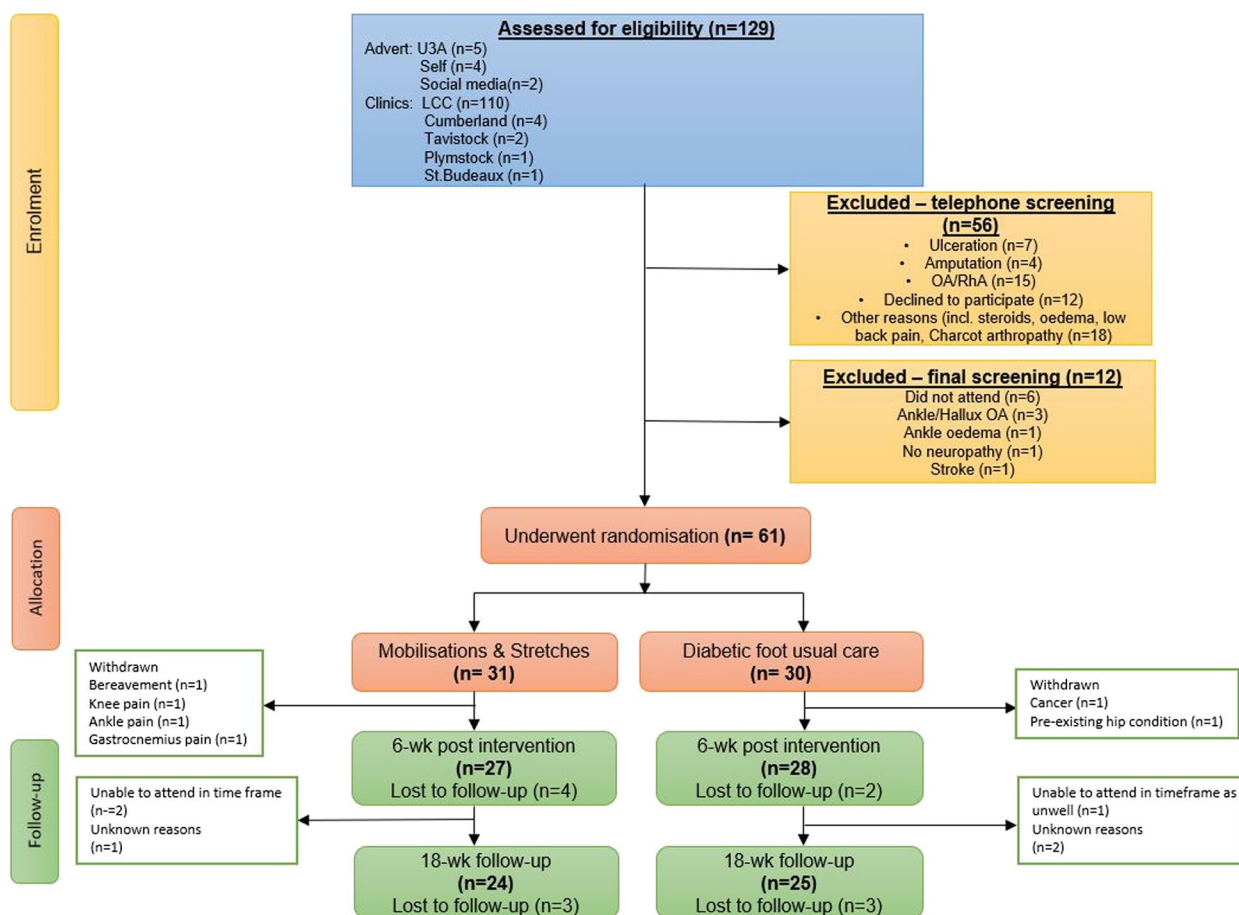 Enrolment
Assessed for eligibility (n=129)
Advert: U3A (n=5)
Self (n=4)
Social media(n=2)
Clinics: LCC (n=110)
Cumberland (n=4)
Tavistock (n=2)
Plymstock (n=1)
St.Budeaux (n=1)
Excluded – telephone screening
(n=56)
• Ulceration (n=7)
• Amputation (n=4)
• OA/RhA (n=15)
• Declined to participate (n=12)
• Other reasons (incl. steroids, oedema, low
back pain, Charcot arthropathy (n=18)
Excluded – final screening (n=12)
Did not attend (n=6)
Ankle/Hallux OA (n=3)
Ankle oedema (n=1)
No neuropathy (n=1)
Stroke (n=1)
Allocation
Underwent randomisation (n= 61)
Mobilisations & Stretches
(n= 31)
Diabetic foot usual care
(n= 30)
Withdrawn
Bereavement (n=1)
Knee pain (n=1)
Ankle pain (n=1)
Gastrocnemius pain (n=1)
Withdrawn
Cancer (n=1)
Pre-existing hip condition (n=1)
Follow-up
6-wk post intervention
(n=27)
Lost to follow-up (n=4)
6-wk post intervention
(n=28)
Lost to follow-up (n=2)
Unable to attend in time frame
(n-=2)
Unknown reasons
(n=1)
Unable to attend in timeframe as
unwell (n=1)
Unknown reasons
(n=2)
18-wk follow-up
(n=24)
Lost to follow-up (n=3)
18-wk follow-up
(n=25)
Lost to follow-up (n=3)